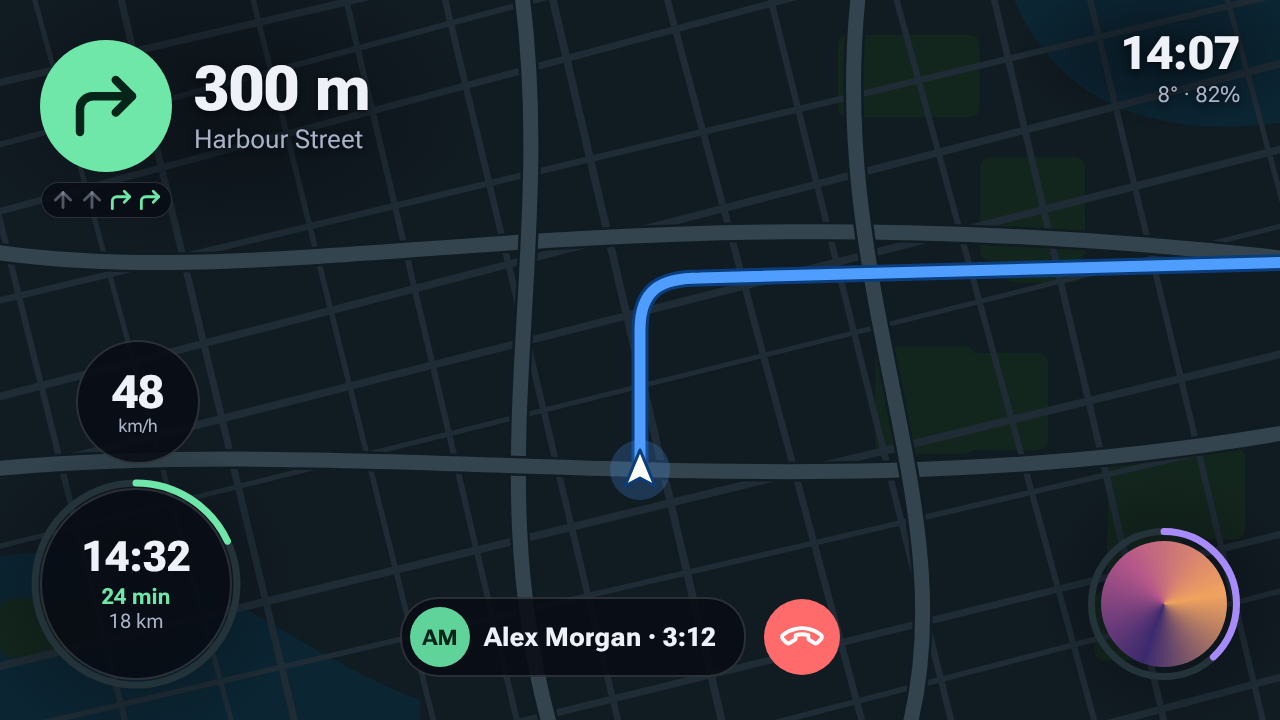 300 m
Harbour Street
14:07
8° · 82%
48
km/h
14:32
24 min
18 km
AM
Alex Morgan · 3:12